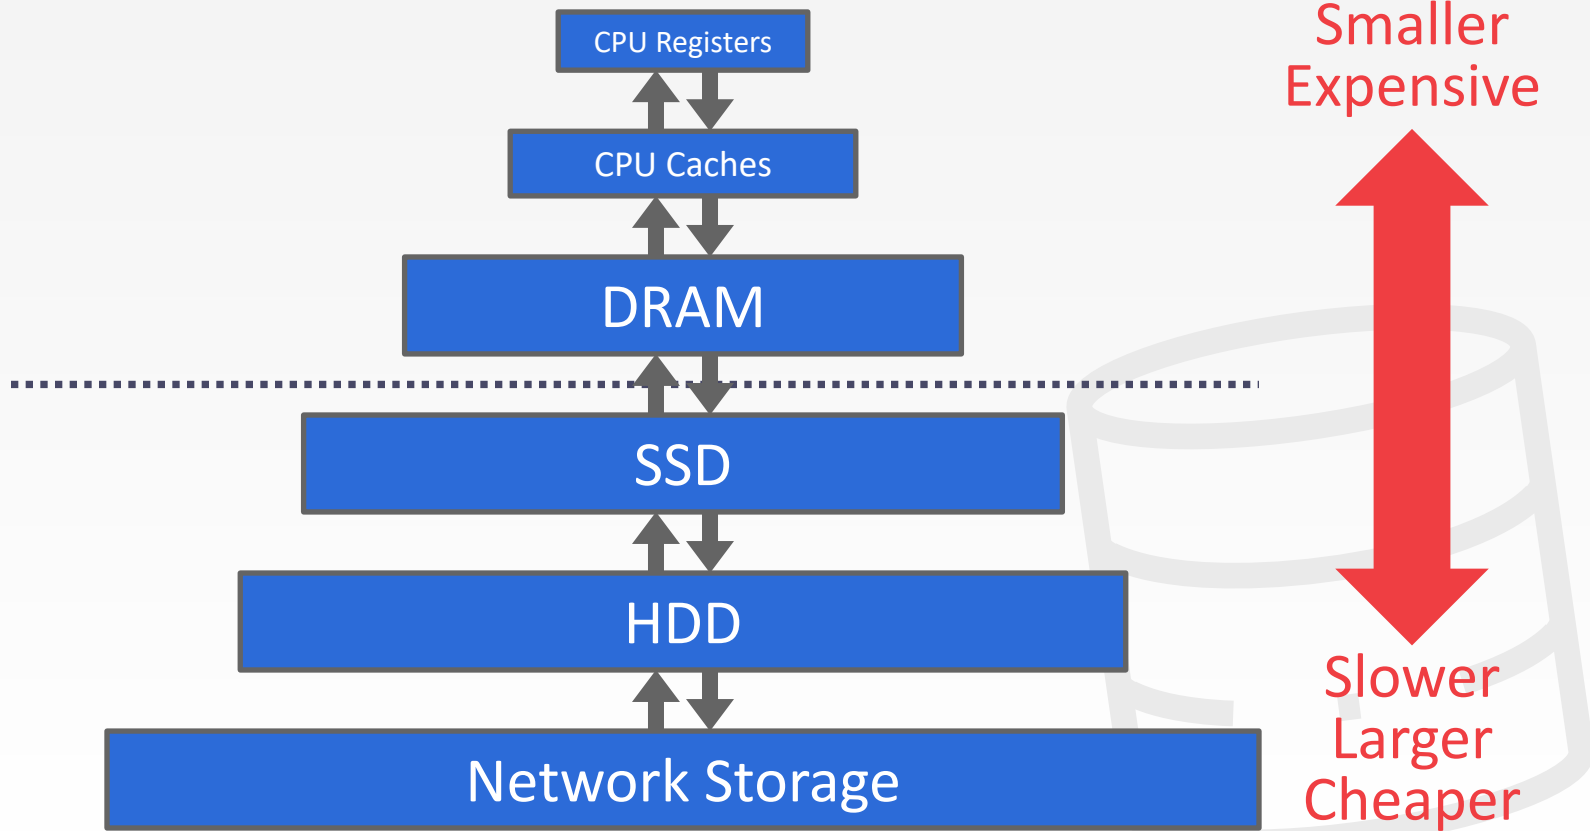 CPU Registers
CPU Caches
DRAM
SSD
HDD
Network Storage
Smaller
Expensive
Slower
Larger
Cheaper